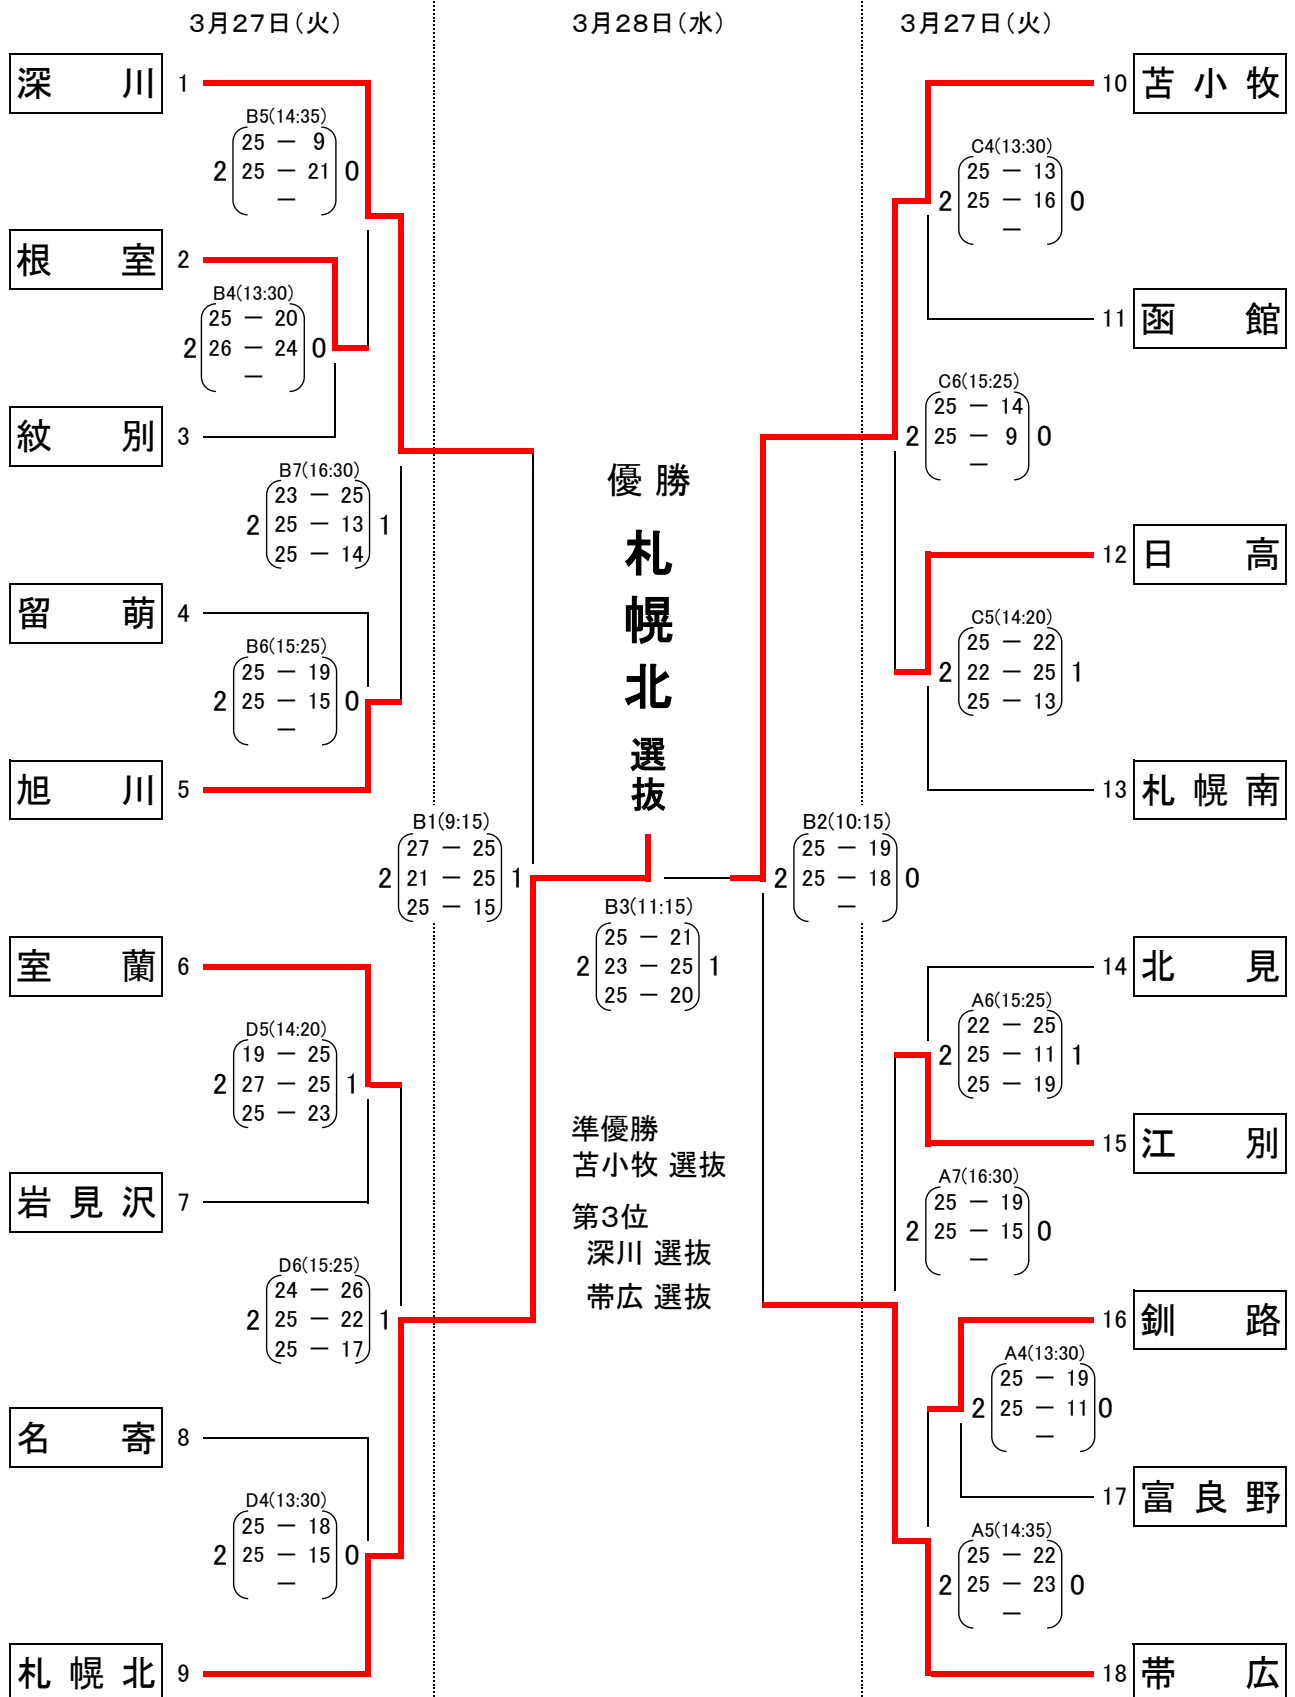 3月27日(火)
3月28日(水)
3月27日(火)
深川 1
B5(14:35)
2 25 － 9 0
25 － 21
－
根室 2
B4(13:30)
2 25 － 20 0
26 － 24
－
紋別 3
B7(16:30)
2 23 － 25 1
25 － 13
25 － 14
留萌 4
B6(15:25)
2 25 － 19 0
25 － 15
－
旭川 5
B1(9:15)
2 27 － 25 1
21 － 25
25 － 15
室蘭 6
D5(14:20)
2 19 － 25 1
27 － 25
25 － 23
岩見沢 7
D6(15:25)
2 24 － 26 1
25 － 22
25 － 17
名寄 8
D4(13:30)
2 25 － 18 0
25 － 15
－
札幌北 9
優勝
札幌北
選抜
B3(11:15)
2 25 － 21 1
23 － 25
25 － 20
準優勝
苫小牧 選抜
第3位
深川 選抜
帯広 選抜
10 苫小牧
C4(13:30)
2 25 － 13 0
25 － 16
－
11 函館
C6(15:25)
2 25 － 14 0
25 － 9
－
12 日高
C5(14:20)
2 25 － 22 1
22 － 25
25 － 13
13 札幌南
B2(10:15)
2 25 － 19 0
25 － 18
－
14 北見
A6(15:25)
2 22 － 25 1
25 － 11
25 － 19
15 江別
A7(16:30)
2 25 － 19 0
25 － 15
－
16 釧路
A4(13:30)
2 25 － 19 0
25 － 11
－
17 富良野
A5(14:35)
2 25 － 22 0
25 － 23
－
18 帯広